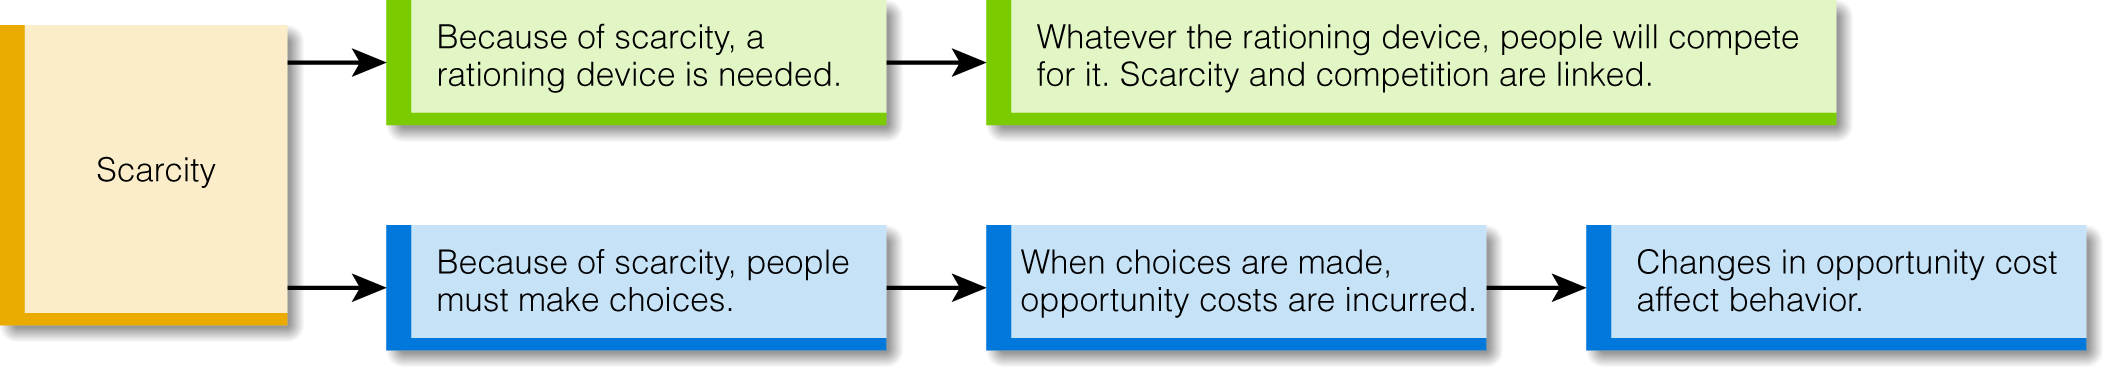 Scarcity
Because of scarcity, a
rationing device is needed.
Whatever the rationing device, people will compete
for it. Scarcity and competition are linked.
Because of scarcity, people
must make choices.
When choices are made,
opportunity costs are incurred.
Changes in opportunity cost
affect behavior.